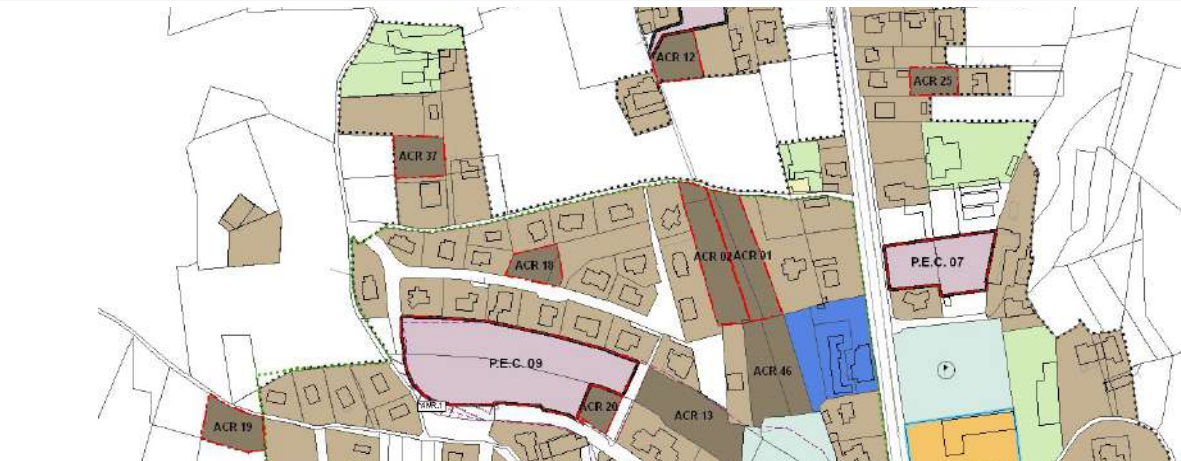 ACR 12
ACR 25
ACR 37
ACR 02
ACR 01
P.E.C. 07
ACR 18
P.E.C. 09
ACR 46
ACR 20
ACR 13
ACR 19